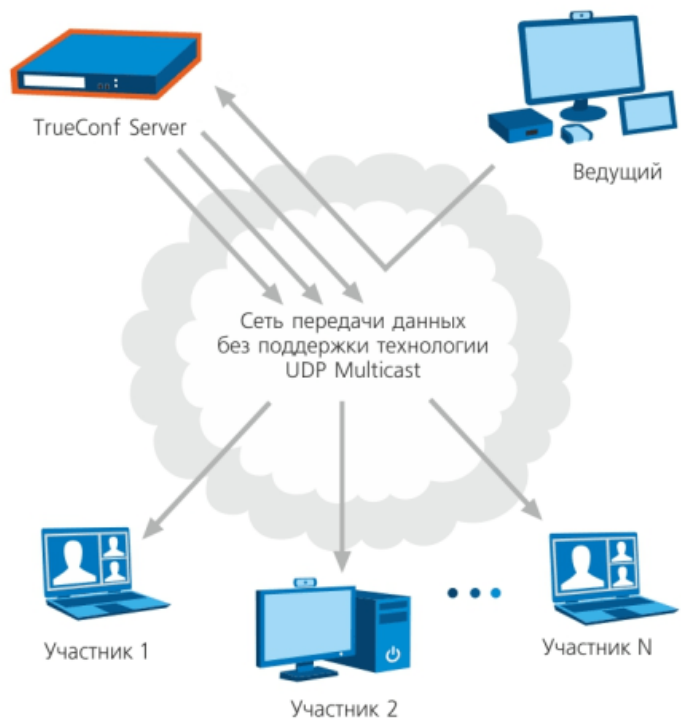 TrueConf Server
Ведущий
Сеть передачи данных
без поддержки технологии
UDP Multicast
Участник 1
Участник 2
Участник N